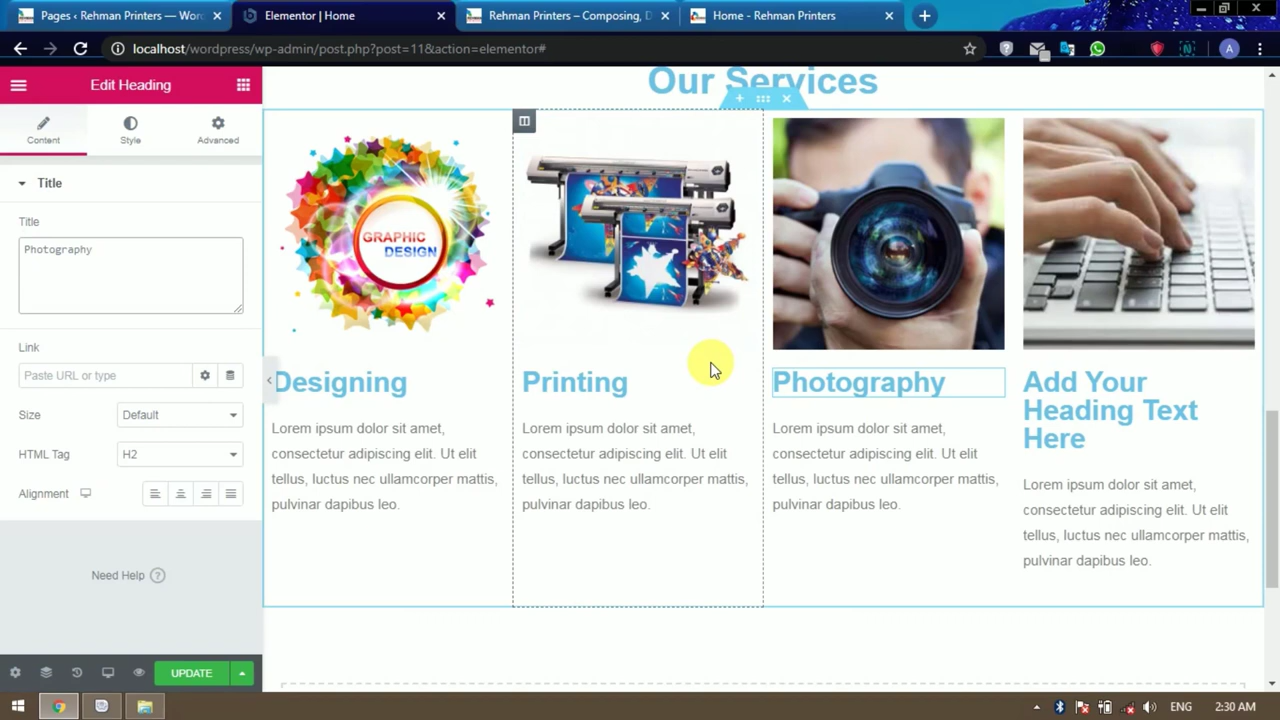 Pages ‹ Rehman Printers — Worc
Elementor | Home
Rehman Printers – Composing, D
Home - Rehman Printers
localhost/wordpress/wp-admin/post.php?post=11&action=elementor#
A
Edit Heading
Content
Style
Advanced
Title
Title
Photography
Link
Paste URL or type
Size
Default
HTML Tag
H2
Alignment
Need Help
UPDATE
Our Services
GRAPHIC
DESIGN
Designing
Lorem ipsum dolor sit amet,
consectetur adipiscing elit. Ut elit
tellus, luctus nec ullamcorper mattis,
pulvinar dapibus leo.
Printing
Lorem ipsum dolor sit amet,
consectetur adipiscing elit. Ut elit
tellus, luctus nec ullamcorper mattis,
pulvinar dapibus leo.
Photography
Lorem ipsum dolor sit amet,
consectetur adipiscing elit. Ut elit
tellus, luctus nec ullamcorper mattis,
pulvinar dapibus leo.
Add Your
Heading Text
Here
Lorem ipsum dolor sit amet,
consectetur adipiscing elit. Ut elit
tellus, luctus nec ullamcorper mattis,
pulvinar dapibus leo.
ENG
2:30 AM